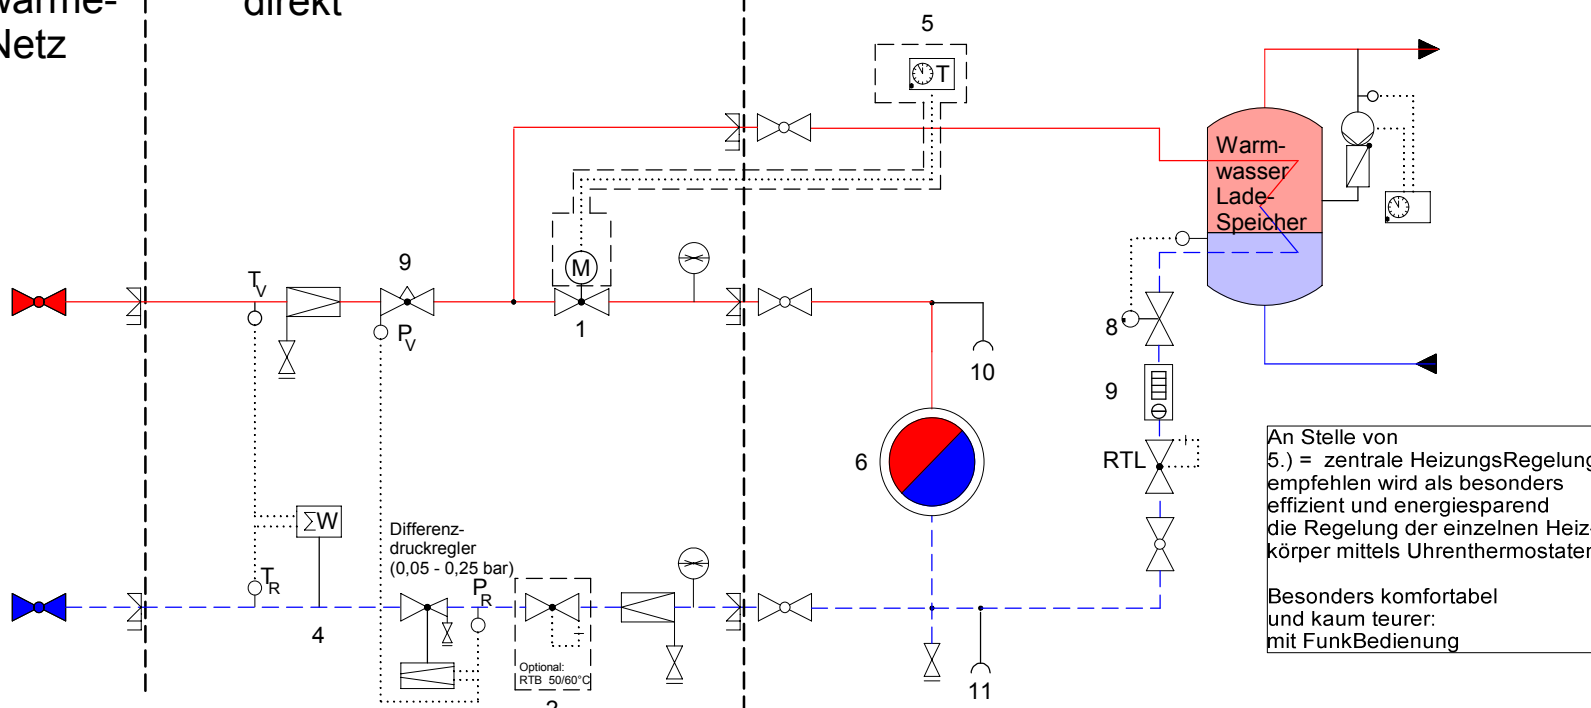 wärme-
Netz
direkt
5
T
Warm-
wasser
Lade-
Speicher
T
V
9
P
V
M
1
8
10
9
6
RTL
An Stelle von
5.) = zentrale HeizungsRegelung
empfehlen wird als besonders
effizient und energiesparend
die Regelung der einzelnen Heiz-
körper mittels Uhrenthermostaten
Besonders komfortabel
und kaum teurer:
mit FunkBedienung
ΣW
Differenz-
druckregler
(0,05 - 0,25 bar)
T
R
P
R
4
Optional:
RTB 50/60°C
2
11